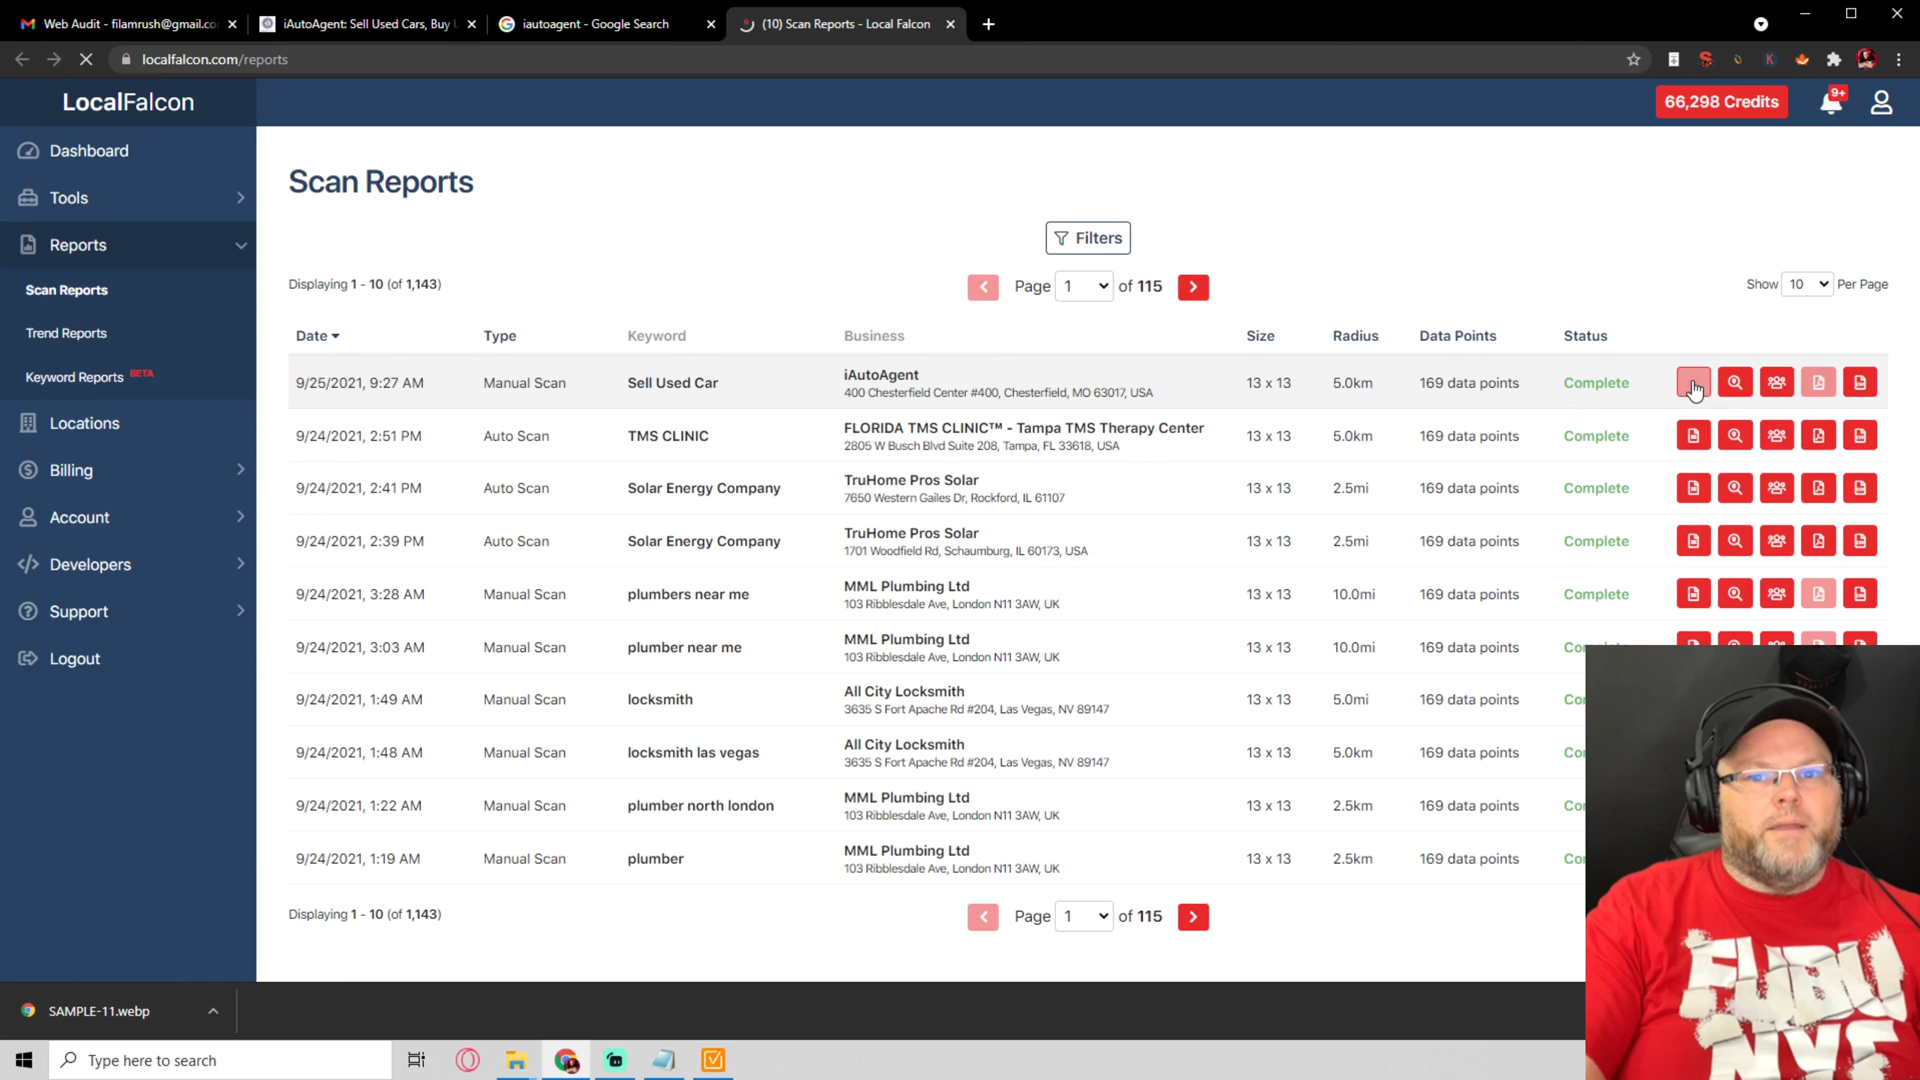 Web Audit - filamrush@gmail.co
iAutoAgent: Sell Used Cars, Buy U
iautoagent - Google Search
(10) Scan Reports - Local Falcon
localfalcon.com/reports
LocalFalcon
66,298 Credits
9+
Dashboard
Tools
Reports
Scan Reports
Trend Reports
Keyword Reports BETA
Locations
Billing
Account
Developers
Support
Logout
Scan Reports
Filters
Displaying 1 - 10 (of 1,143)
Page 1 of 115
Show 10 Per Page
Date Type Keyword Business Size Radius Data Points Status
9/25/2021, 9:27 AM Manual Scan Sell Used Car iAutoAgent 13 x 13 5.0km 169 data points Complete
400 Chesterfield Center #400, Chesterfield, MO 63017, USA
9/24/2021, 2:51 PM Auto Scan TMS CLINIC FLORIDA TMS CLINIC™ - Tampa TMS Therapy Center 13 x 13 5.0km 169 data points Complete
2805 W Busch Blvd Suite 208, Tampa, FL 33618, USA
9/24/2021, 2:41 PM Auto Scan Solar Energy Company TruHome Pros Solar 13 x 13 2.5mi 169 data points Complete
7650 Western Gailes Dr, Rockford, IL 61107
9/24/2021, 2:39 PM Auto Scan Solar Energy Company TruHome Pros Solar 13 x 13 2.5mi 169 data points Complete
1701 Woodfield Rd, Schaumburg, IL 60173, USA
9/24/2021, 3:28 AM Manual Scan plumbers near me MML Plumbing Ltd 13 x 13 10.0mi 169 data points Complete
103 Ribblesdale Ave, London N11 3AW, UK
9/24/2021, 3:03 AM Manual Scan plumber near me MML Plumbing Ltd 13 x 13 10.0mi 169 data points Co
103 Ribblesdale Ave, London N11 3AW, UK
9/24/2021, 1:49 AM Manual Scan locksmith All City Locksmith 13 x 13 5.0mi 169 data points Co
3635 S Fort Apache Rd #204, Las Vegas, NV 89147
9/24/2021, 1:48 AM Manual Scan locksmith las vegas All City Locksmith 13 x 13 5.0km 169 data points Co
3635 S Fort Apache Rd #204, Las Vegas, NV 89147
9/24/2021, 1:22 AM Manual Scan plumber north london MML Plumbing Ltd 13 x 13 2.5km 169 data points Co
103 Ribblesdale Ave, London N11 3AW, UK
9/24/2021, 1:19 AM Manual Scan plumber MML Plumbing Ltd 13 x 13 2.5km 169 data points Co
103 Ribblesdale Ave, London N11 3AW, UK
Displaying 1 - 10 (of 1,143)
Page 1 of 115
SAMPLE-11.webp
Type here to search
FUBU
NYC